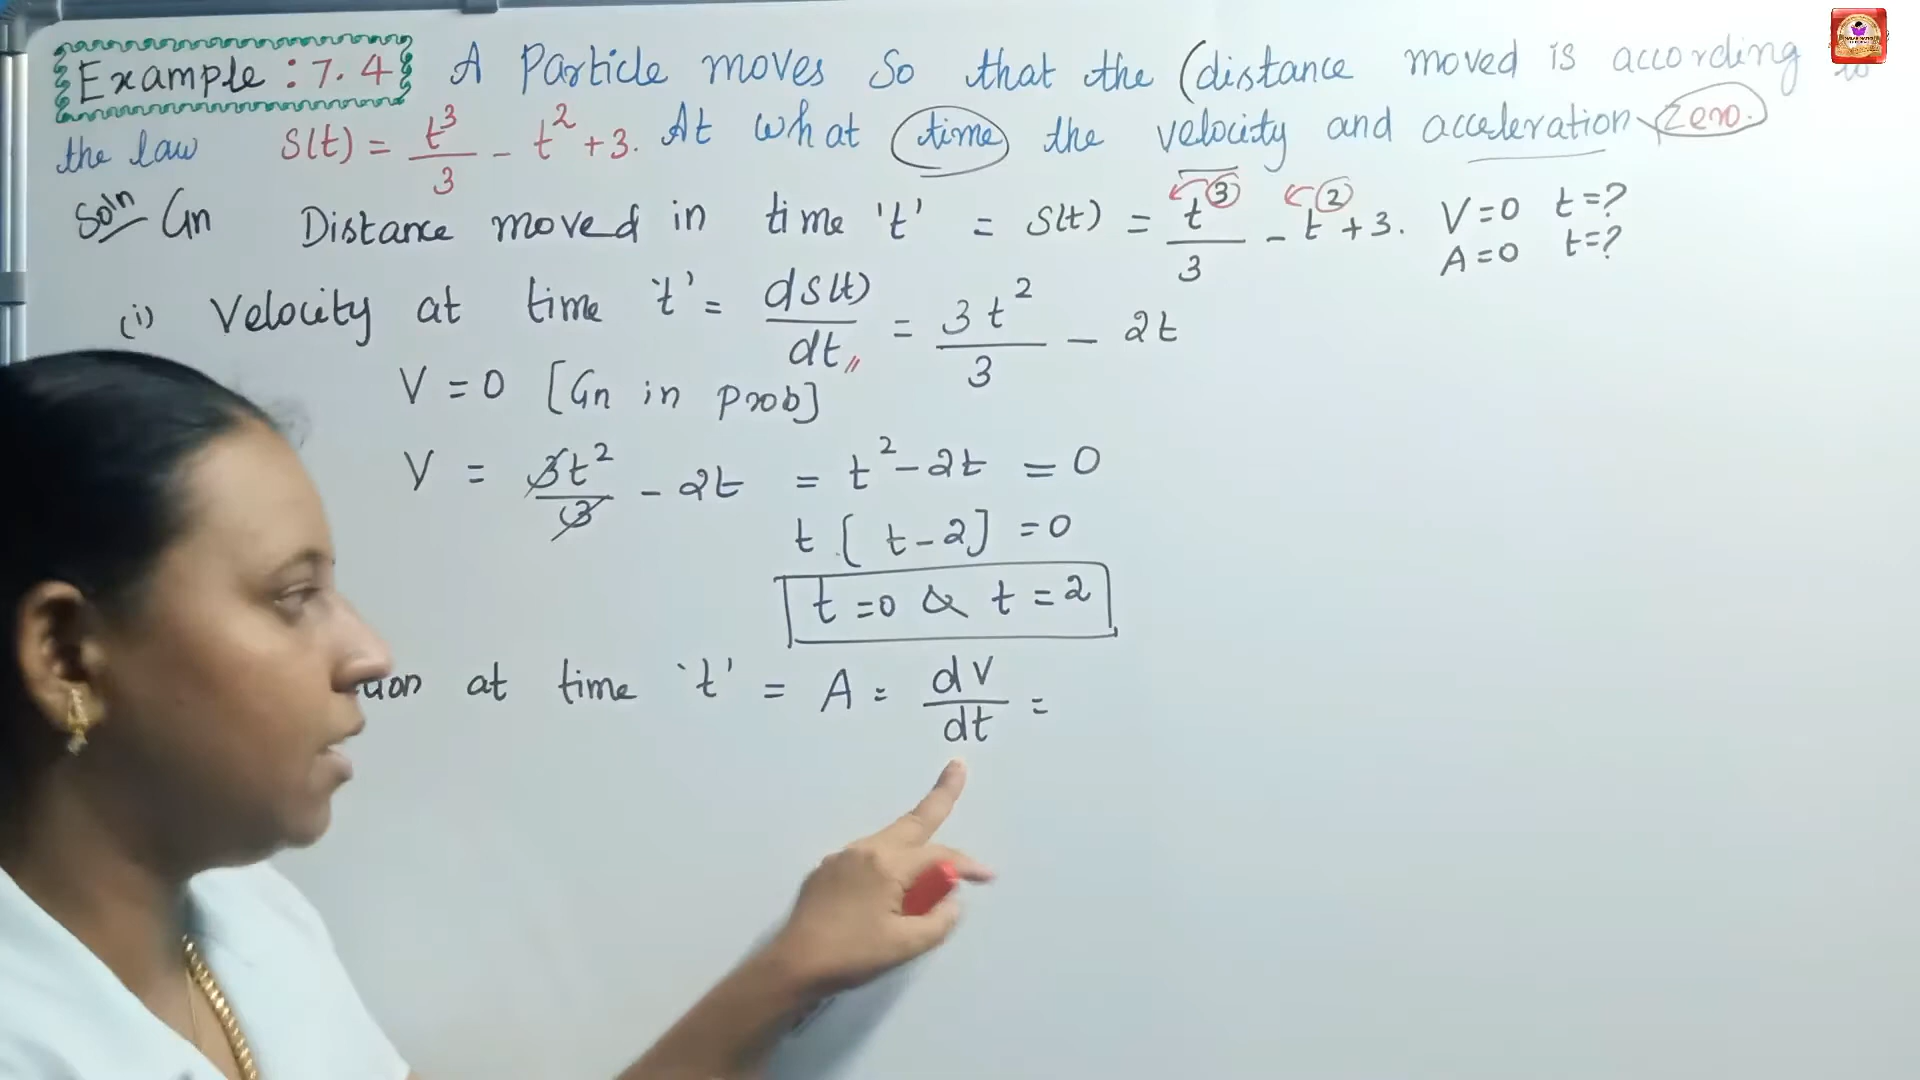 Example : 7.4 A Particle moves so that the (distance moved is according to
the law S(t) = t³/3 - t² + 3. At what time the velocity and acceleration zero.
Soln Gn Distance moved in time 't' = S(t) = t³/3 - t² + 3. V = 0 t = ?
A = 0 t = ?
(i) Velocity at time 't' = dS(t)/dt = 3t²/3 - 2t
V = 0 [Gn in prob]
V = 3t²/3 - 2t = t² - 2t = 0
t [t - 2] = 0
t = 0 & t = 2
at time 't' = A = dV/dt =